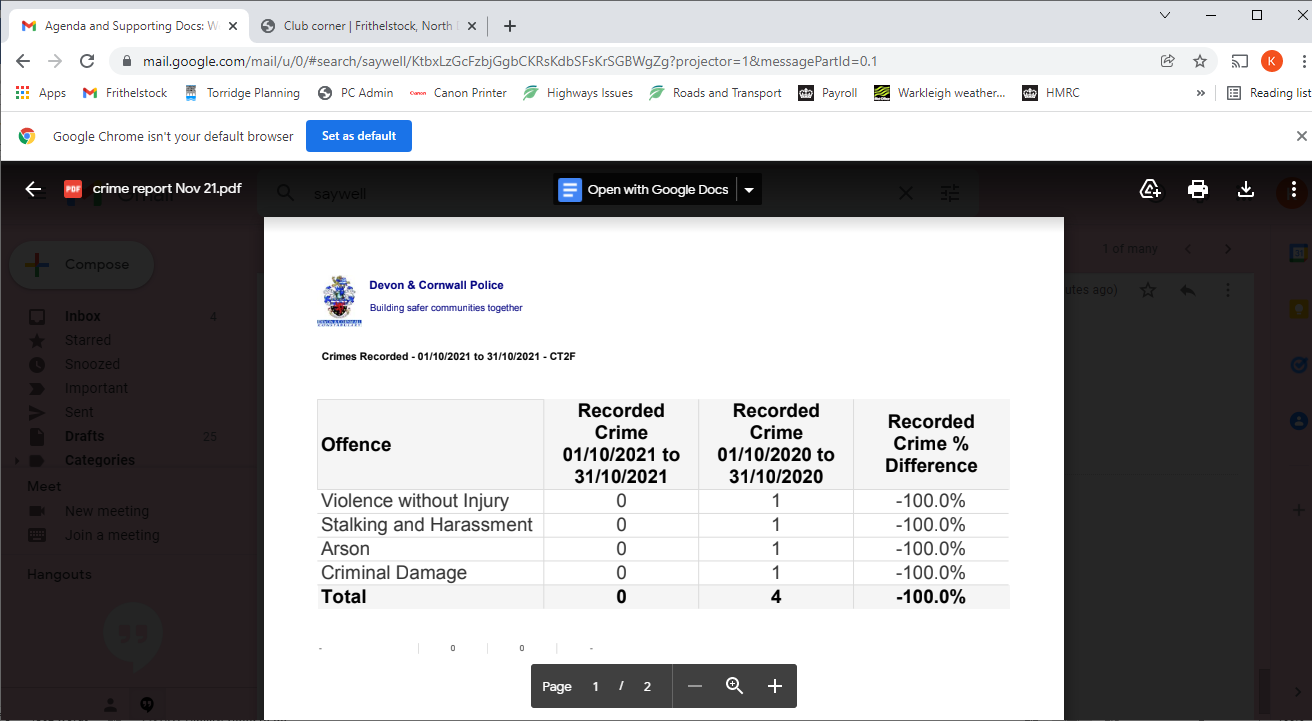 Agenda and Supporting Docs: W
Club corner | Frithelstock, North
mail.google.com/mail/u/0/#search/saywell/KtbxLzGcFzbjGgbCKRsKdbSFsKrSGBWgZg?projector=1&messagePartId=0.1
K
Apps Frithelstock Torridge Planning PC Admin Canon Printer Highways Issues Roads and Transport Payroll Warkleigh weather... HMRC » Reading list
Google Chrome isn't your default browser Set as default
PDF crime report Nov 21.pdf
saywell
Open with Google Docs
Compose
1 of many
utes ago)
Inbox 4
Starred
Snoozed
Important
Sent
Drafts 25
Categories
Meet
New meeting
Join a meeting
Hangouts
Devon & Cornwall Police
Building safer communities together
Crimes Recorded - 01/10/2021 to 31/10/2021 - CT2F
Offence Recorded Crime 01/10/2021 to 31/10/2021 Recorded Crime 01/10/2020 to 31/10/2020 Recorded Crime % Difference
Violence without Injury 0 1 -100.0%
Stalking and Harassment 0 1 -100.0%
Arson 0 1 -100.0%
Criminal Damage 0 1 -100.0%
Total 0 4 -100.0%
- 0 0 -
Page 1 / 2